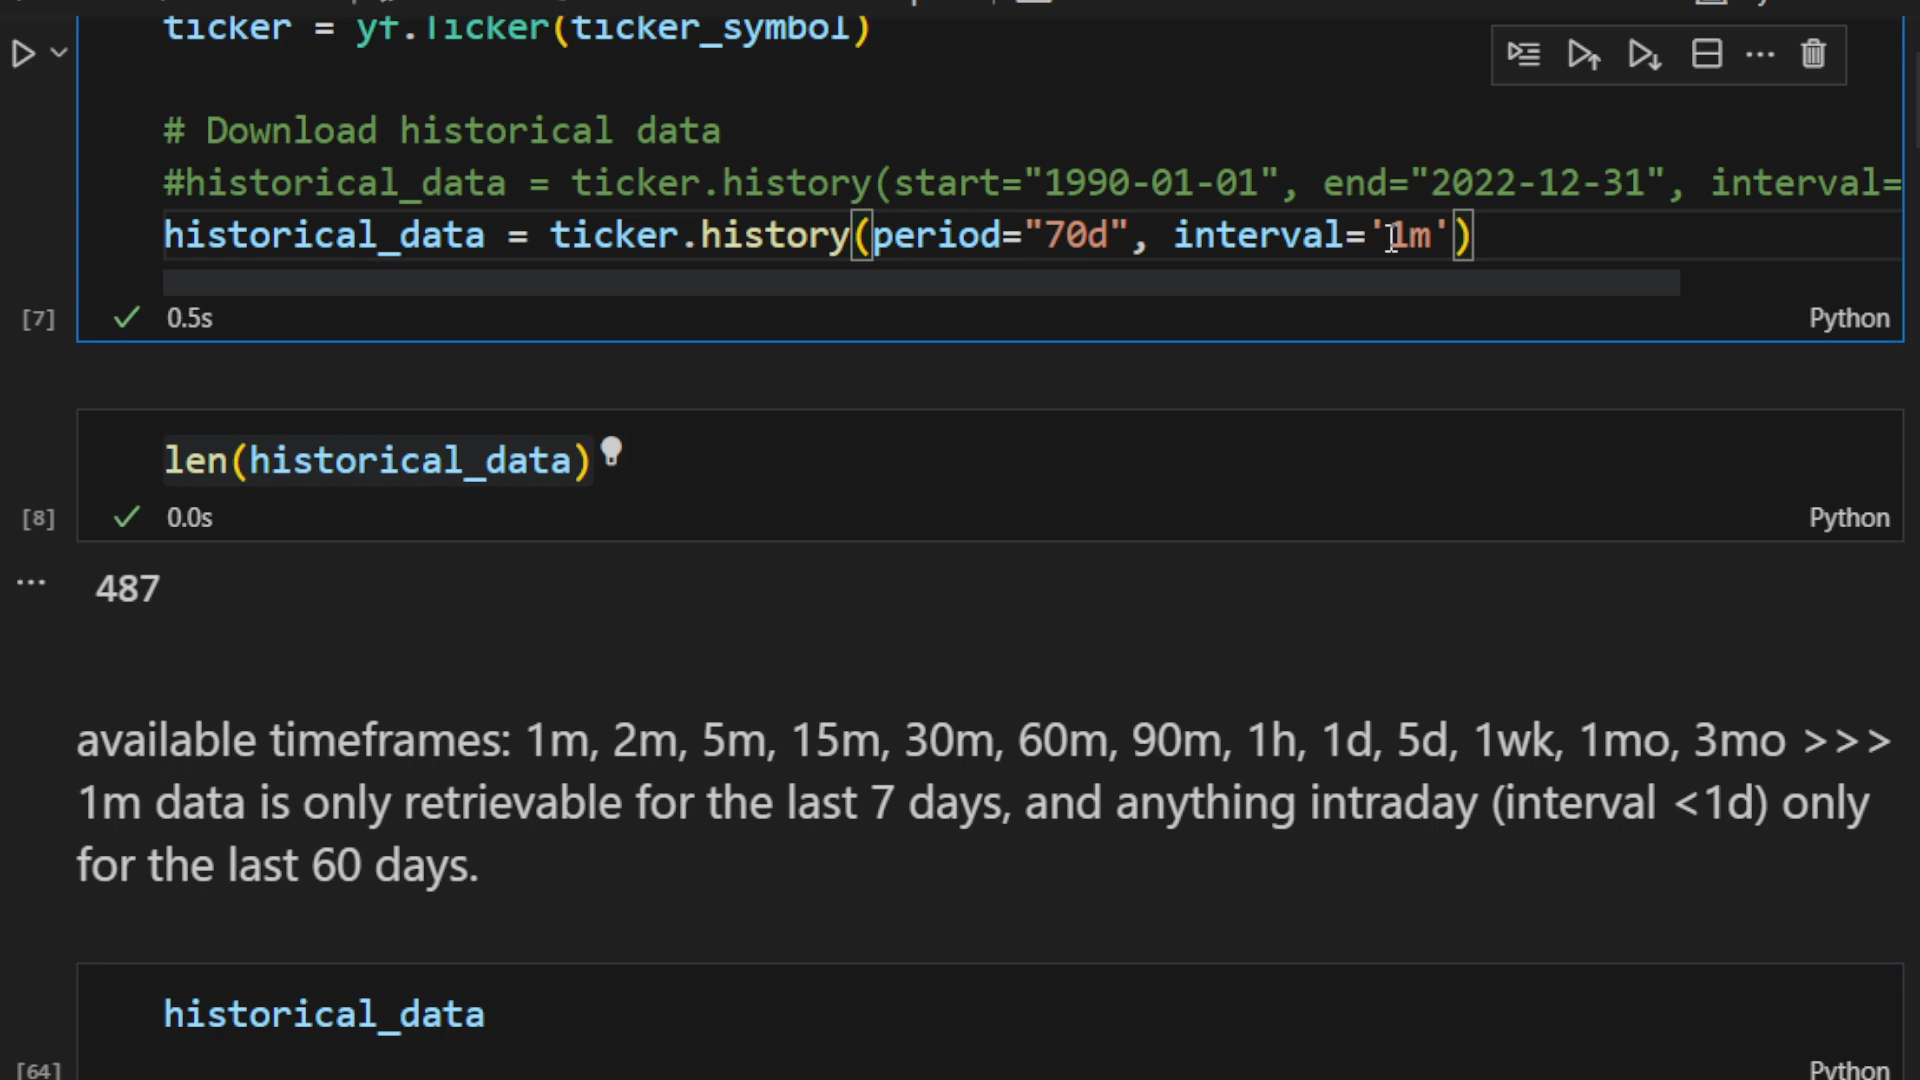 ticker = yf.Ticker(ticker_symbol)
# Download historical data
#historical_data = ticker.history(start="1990-01-01", end="2022-12-31", interval=
historical_data = ticker.history(period="70d", interval='1m')
[7] 0.5s Python
len(historical_data)
[8] 0.0s Python
... 487
available timeframes: 1m, 2m, 5m, 15m, 30m, 60m, 90m, 1h, 1d, 5d, 1wk, 1mo, 3mo >>>
1m data is only retrievable for the last 7 days, and anything intraday (interval <1d) only
for the last 60 days.
historical_data
[64] Python